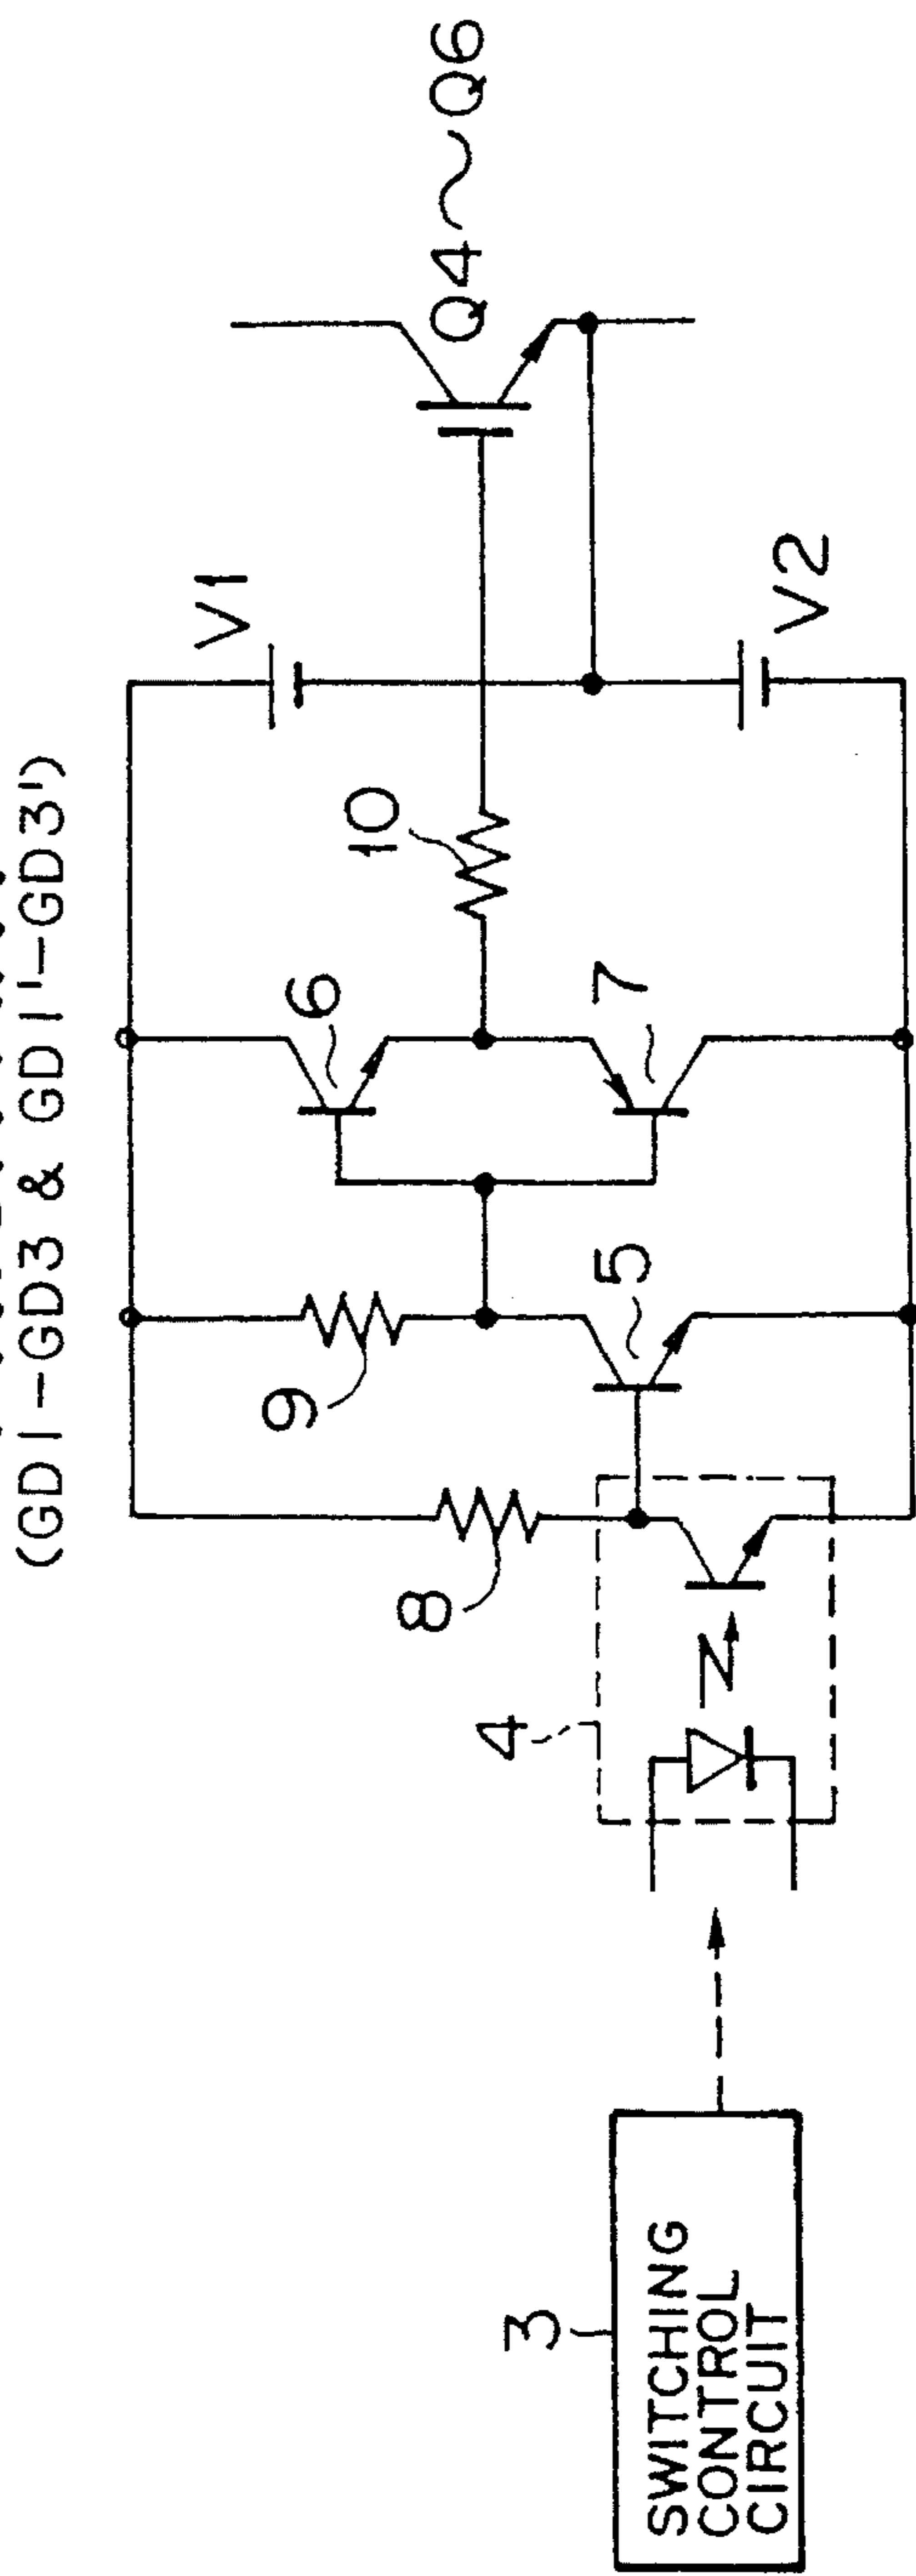 (GD1-GD3 & GD1'-GD3')
V1
Q4~Q6
10
6
9
8
7
5
4
V2
3
SWITCHING
CONTROL
CIRCUIT